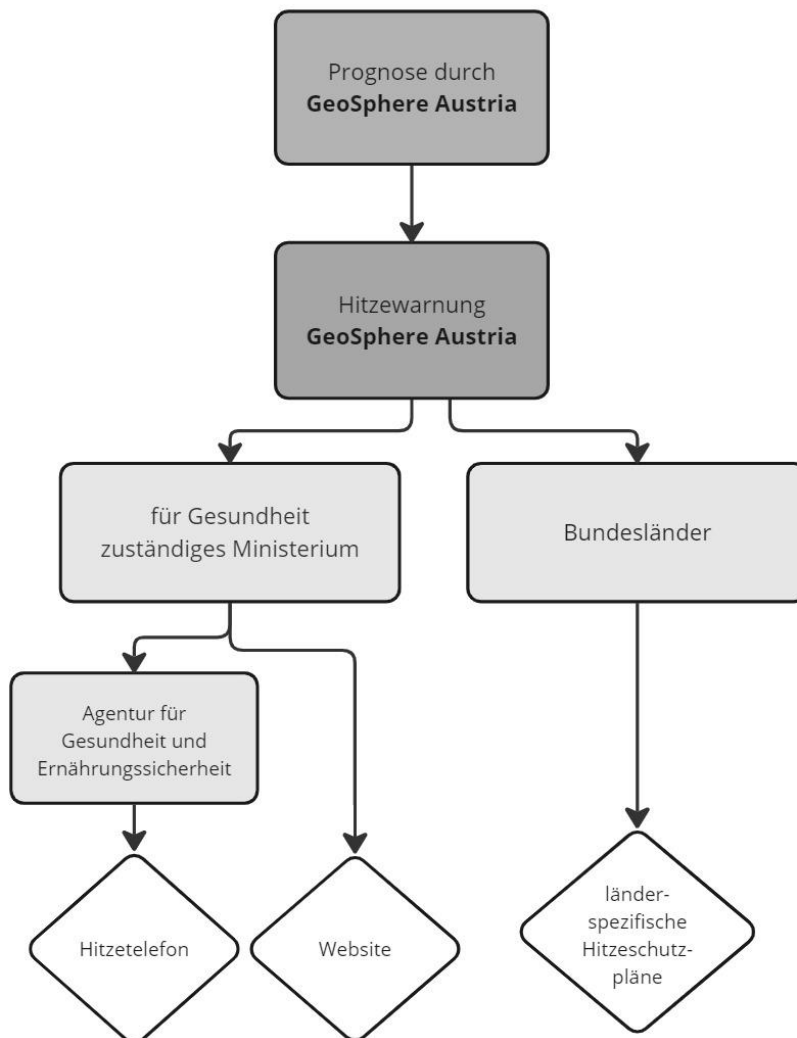 Prognose durch
GeoSphere Austria
Hitzewarnung
GeoSphere Austria
für Gesundheit
zuständiges Ministerium
Bundesländer
Agentur für
Gesundheit und
Ernährungssicherheit
Hitzetelefon
Website
länder-
spezifische
Hitzeschutz-
pläne